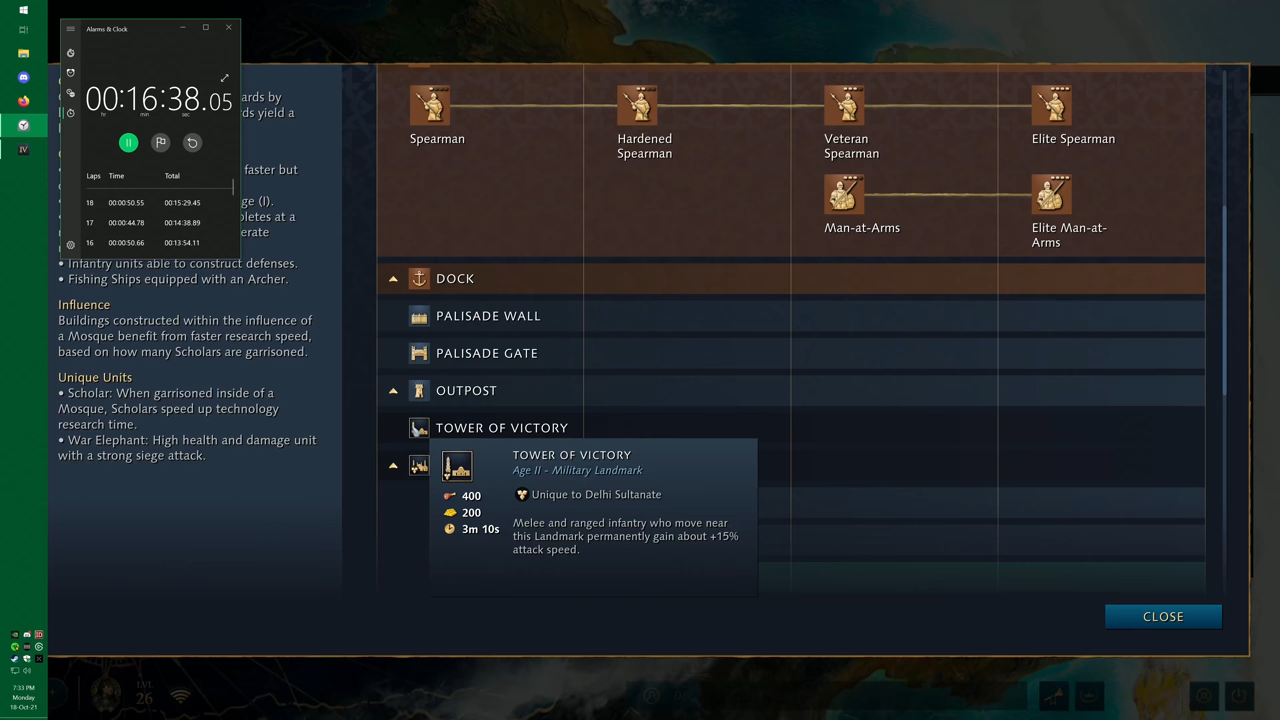 Alarms & Clock
00:16:38.05
hr min sec
Laps Time Total
18 00:00:50.55 00:15:29.45
17 00:00:44.78 00:14:38.89
16 00:00:50.66 00:13:54.11
ards by
rds yield a
faster but
ge (I).
pletes at a
erate
• Infantry units able to construct defenses.
• Fishing Ships equipped with an Archer.
Influence
Buildings constructed within the influence of
a Mosque benefit from faster research speed,
based on how many Scholars are garrisoned.
Unique Units
• Scholar: When garrisoned inside of a
Mosque, Scholars speed up technology
research time.
• War Elephant: High health and damage unit
with a strong siege attack.
Spearman
Hardened
Spearman
Veteran
Spearman
Elite Spearman
Man-at-Arms
Elite Man-at-
Arms
DOCK
PALISADE WALL
PALISADE GATE
OUTPOST
TOWER OF VICTORY
TOWER OF VICTORY
Age II - Military Landmark
400
200
3m 10s
Unique to Delhi Sultanate
Melee and ranged infantry who move near
this Landmark permanently gain about +15%
attack speed.
CLOSE
LVL
26
IV
7:33 PM
Monday
18-Oct-21